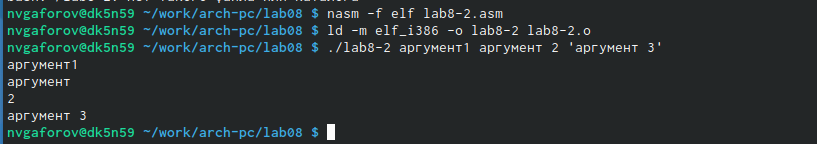 nvgaforov@dk5n59 ~/work/arch-pc/lab08 $ nasm -f elf lab8-2.asm
nvgaforov@dk5n59 ~/work/arch-pc/lab08 $ ld -m elf_i386 -o lab8-2 lab8-2.o
nvgaforov@dk5n59 ~/work/arch-pc/lab08 $ ./lab8-2 аргумент1 аргумент 2 'аргумент 3'
аргумент1
аргумент
2
аргумент 3
nvgaforov@dk5n59 ~/work/arch-pc/lab08 $